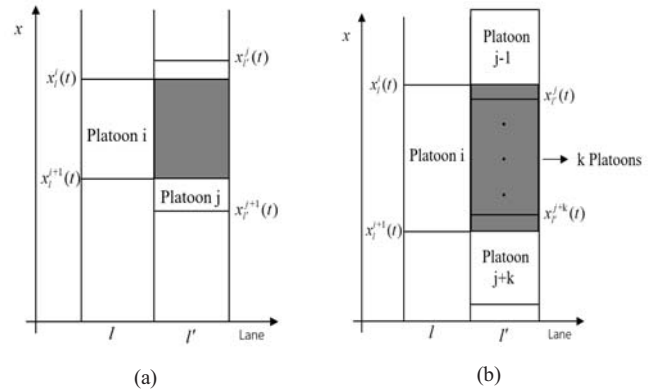 x
x_l^i(t)
x_{l'}^j(t)
Platoon i
x_l^{j+1}(t)
Platoon j
x_{l'}^{j+1}(t)
l
l'
Lane
(a)
x
Platoon
j-1
x_l^i(t)
x_{l'}^j(t)
Platoon i
k Platoons
x_l^{j+1}(t)
x_{l'}^{j+k}(t)
Platoon
j+k
l
l'
Lane
(b)